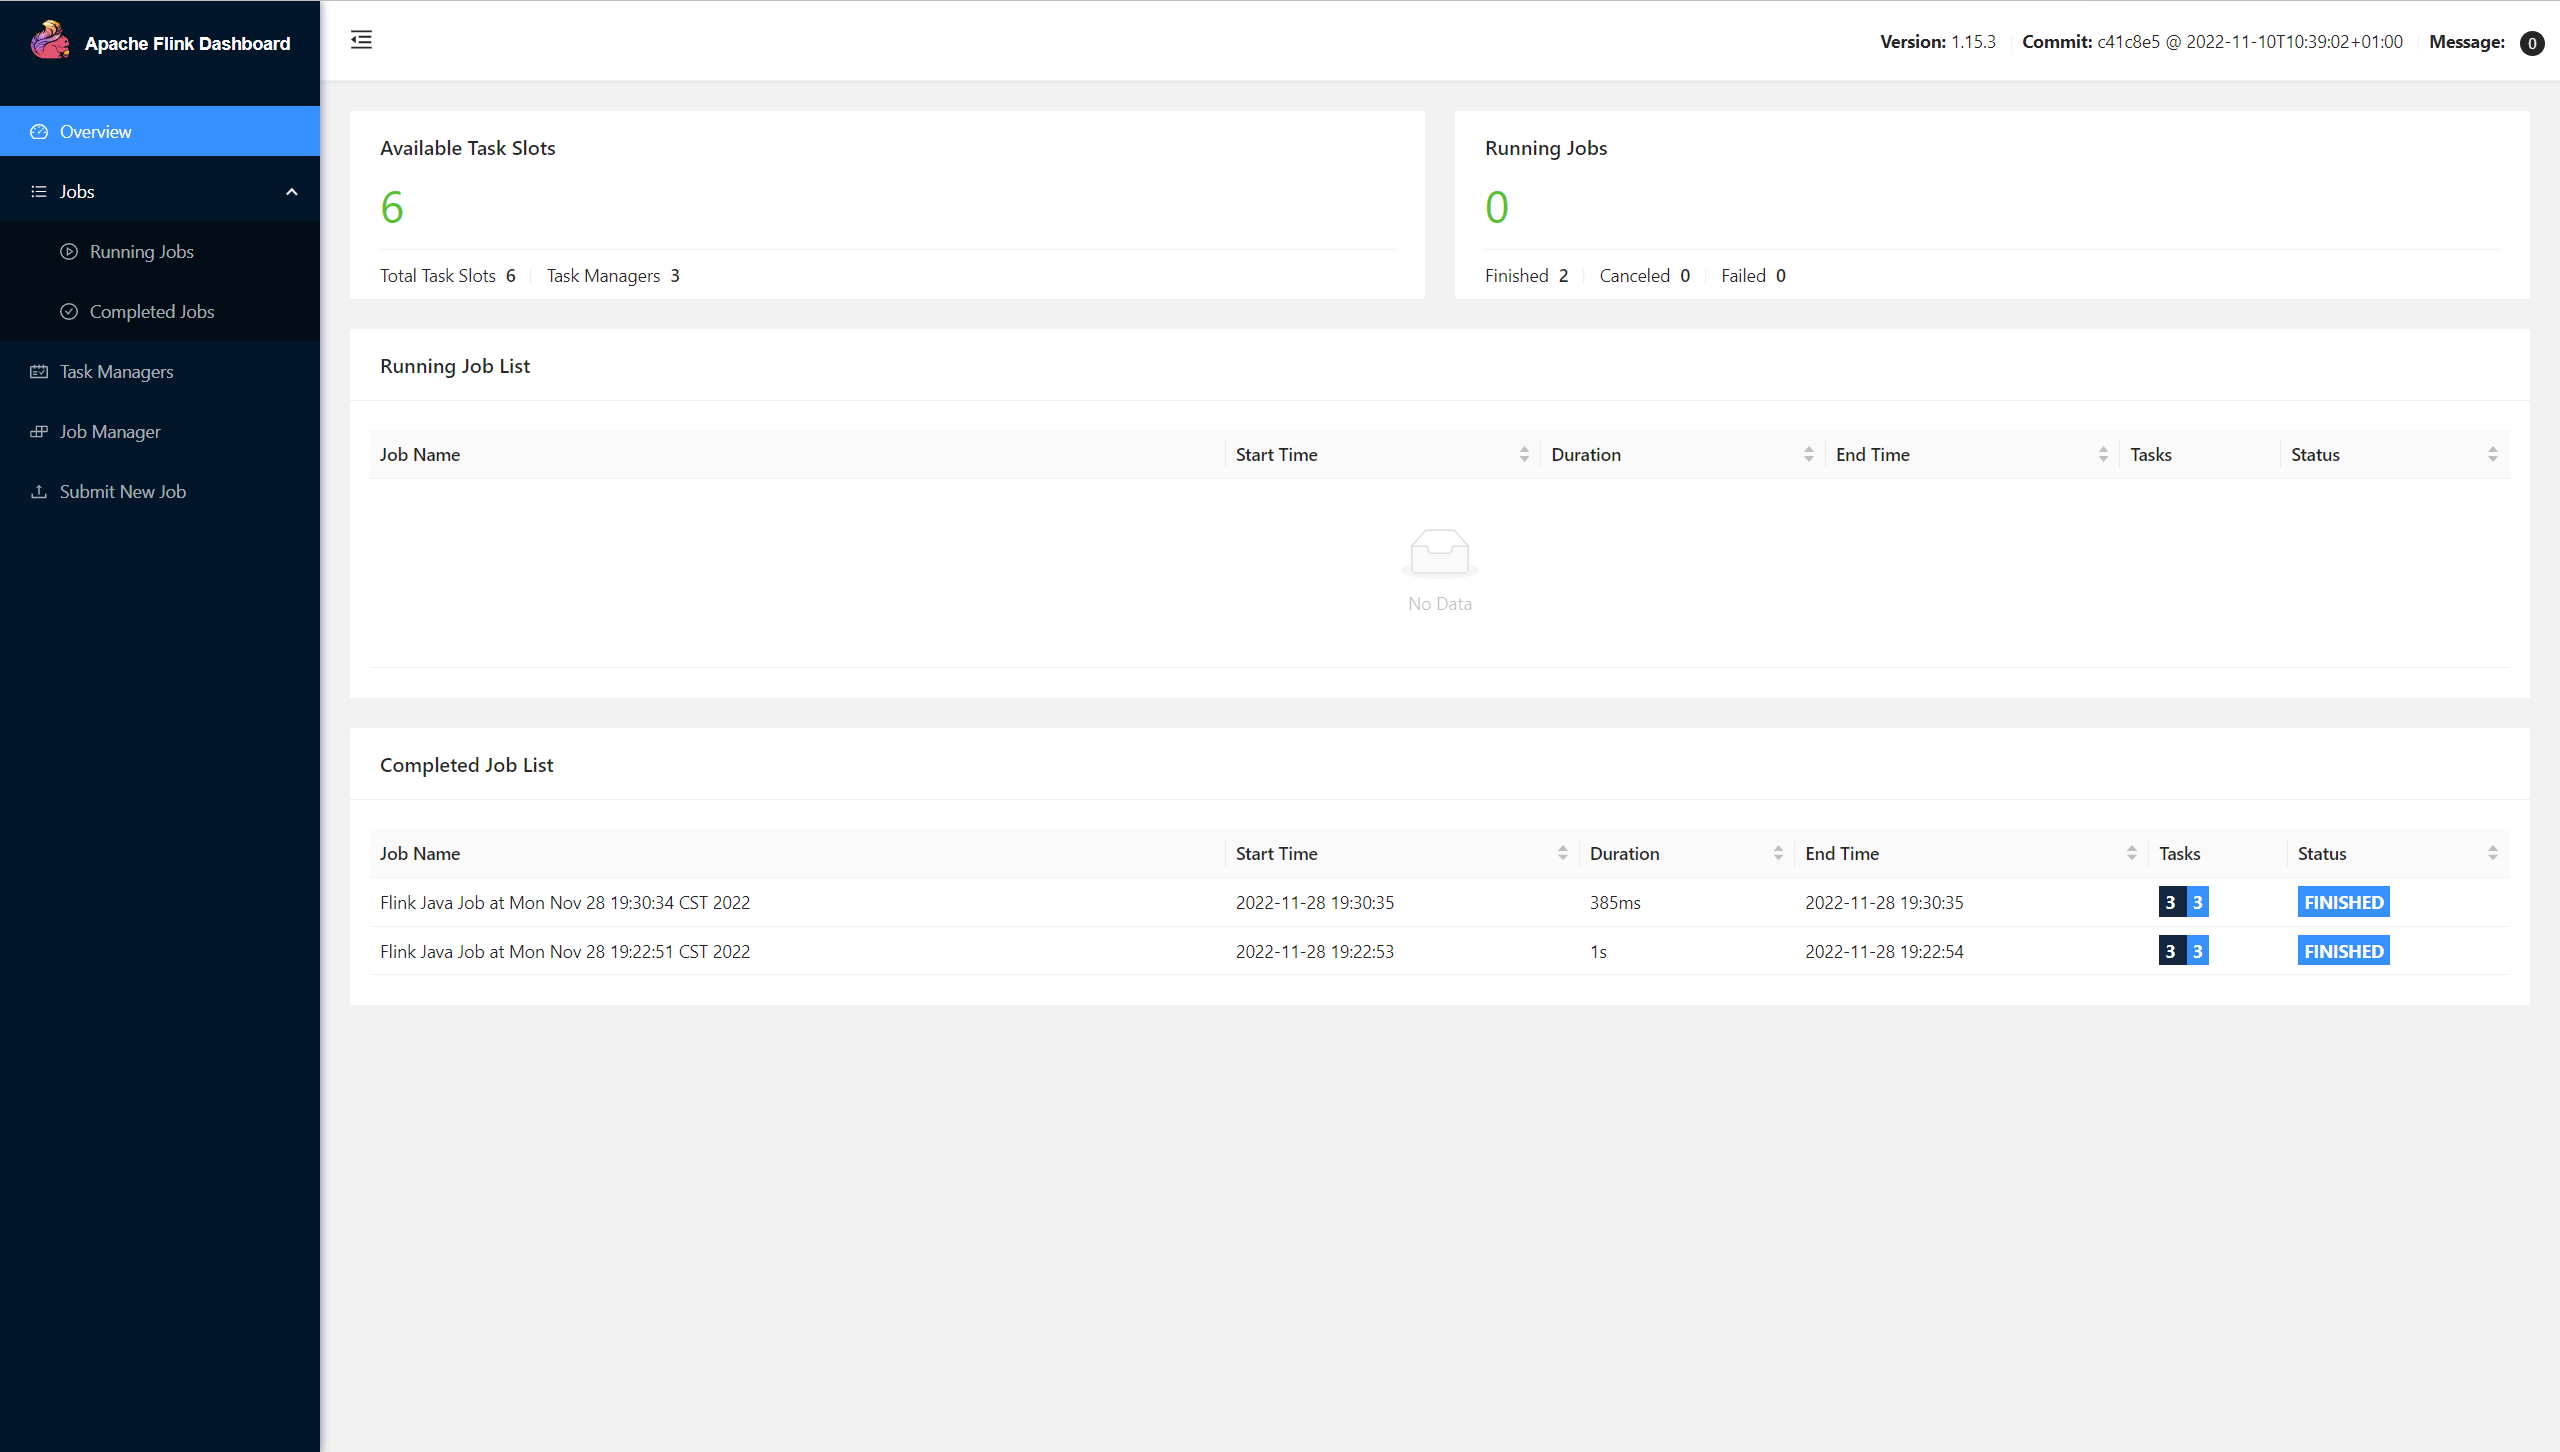 Apache Flink Dashboard
Version: 1.15.3 Commit: c41c8e5 @ 2022-11-10T10:39:02+01:00 Message: 0
Overview
Jobs
Running Jobs
Completed Jobs
Task Managers
Job Manager
Submit New Job
Available Task Slots
6
Total Task Slots 6 Task Managers 3
Running Jobs
0
Finished 2 Canceled 0 Failed 0
Running Job List
Job Name Start Time Duration End Time Tasks Status
No Data
Completed Job List
Job Name Start Time Duration End Time Tasks Status
Flink Java Job at Mon Nov 28 19:30:34 CST 2022 2022-11-28 19:30:35 385ms 2022-11-28 19:30:35 3 3 FINISHED
Flink Java Job at Mon Nov 28 19:22:51 CST 2022 2022-11-28 19:22:53 1s 2022-11-28 19:22:54 3 3 FINISHED